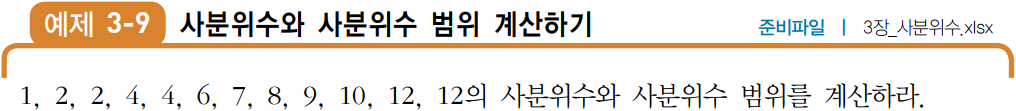 예제 3-9 사분위수와 사분위수 범위 계산하기 준비파일 | 3장_사분위수.xlsx
1, 2, 2, 4, 4, 6, 7, 8, 9, 10, 12, 12의 사분위수와 사분위수 범위를 계산하라.